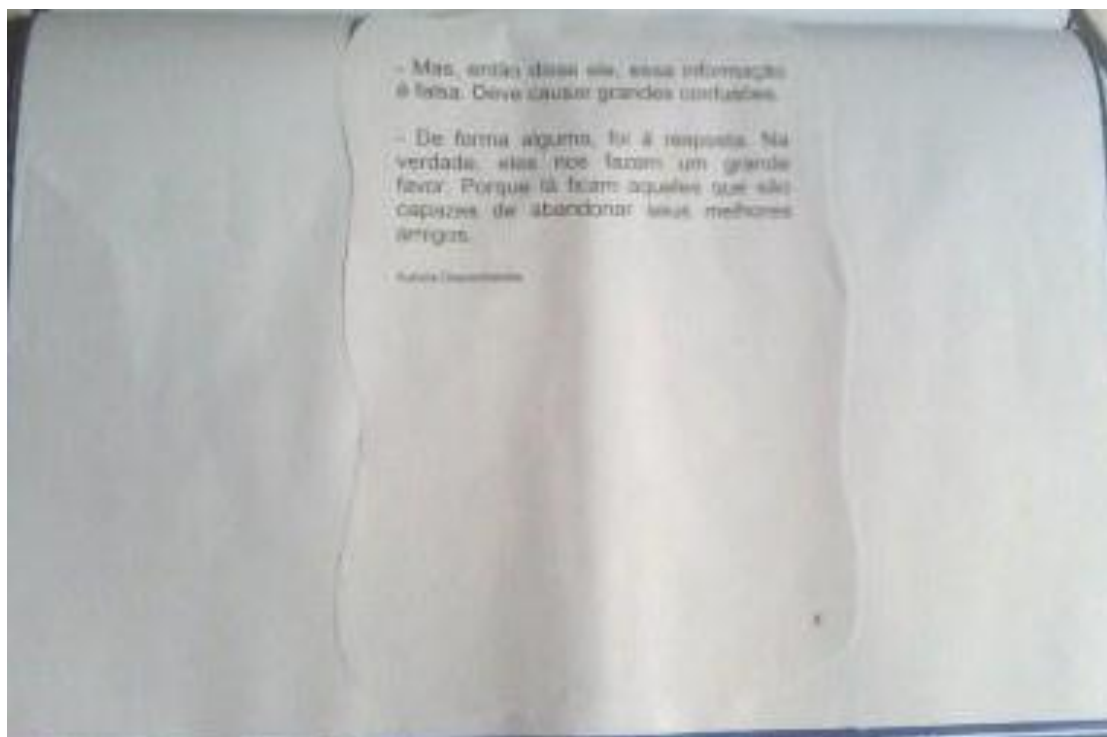 - Mas, então disse ele, essa informação
é falsa. Deve causar grandes confusões.
- De forma alguma, foi à resposta. Na
verdade, eles nos fazem um grande
favor. Porque lá ficam aqueles que são
capazes de abandonar seus melhores
amigos.